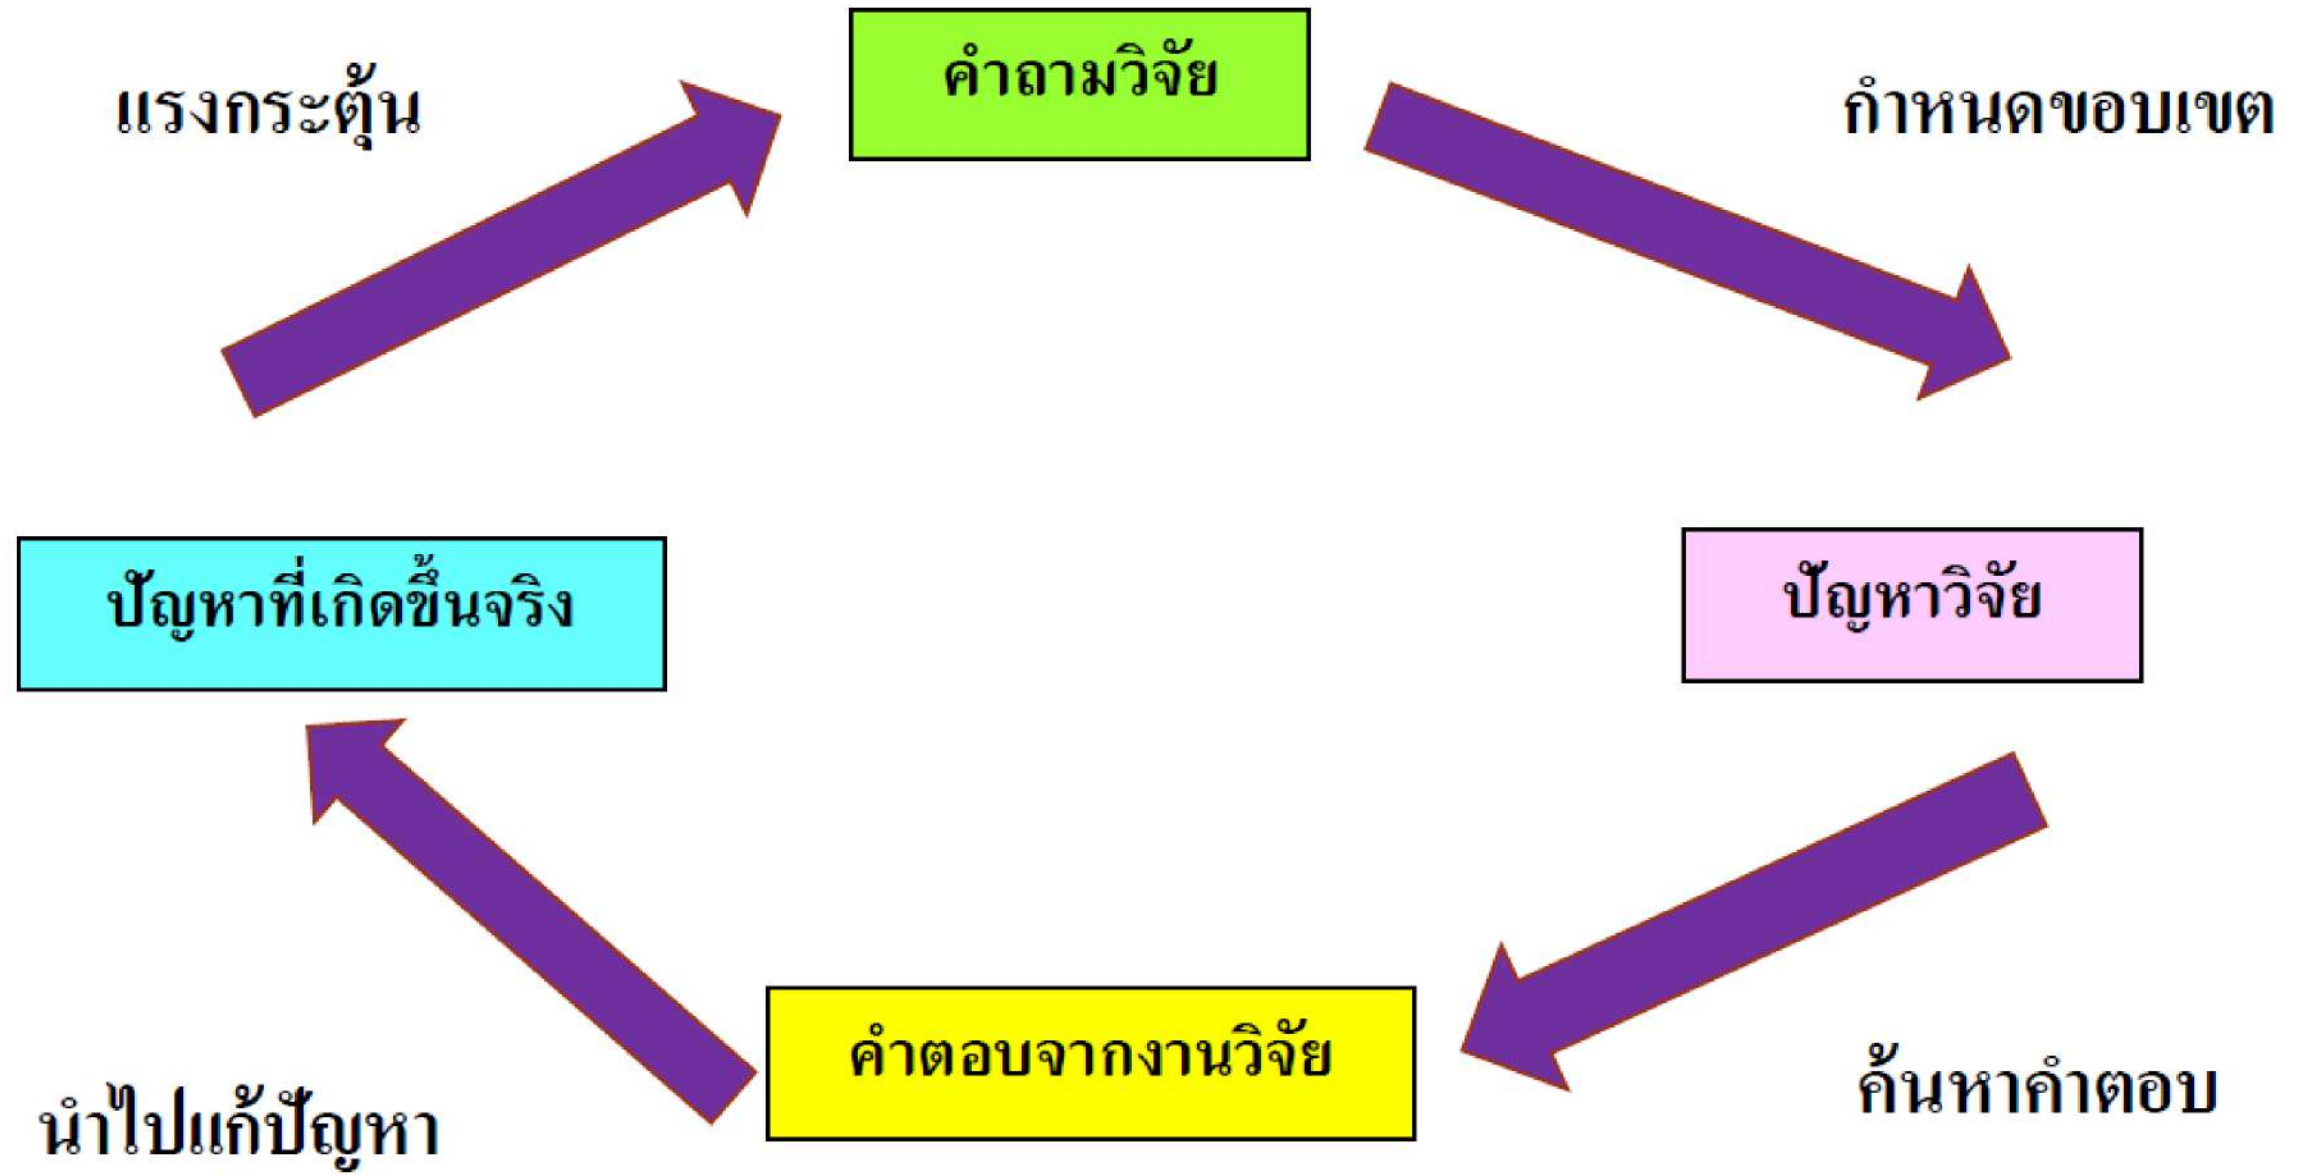 คำถามวิจัย
แรงกระตุ้น
กำหนดขอบเขต
ปัญหาที่เกิดขึ้นจริง
ปัญหาวิจัย
คำตอบจากงานวิจัย
ค้นหาคำตอบ
นำไปแก้ปัญหา